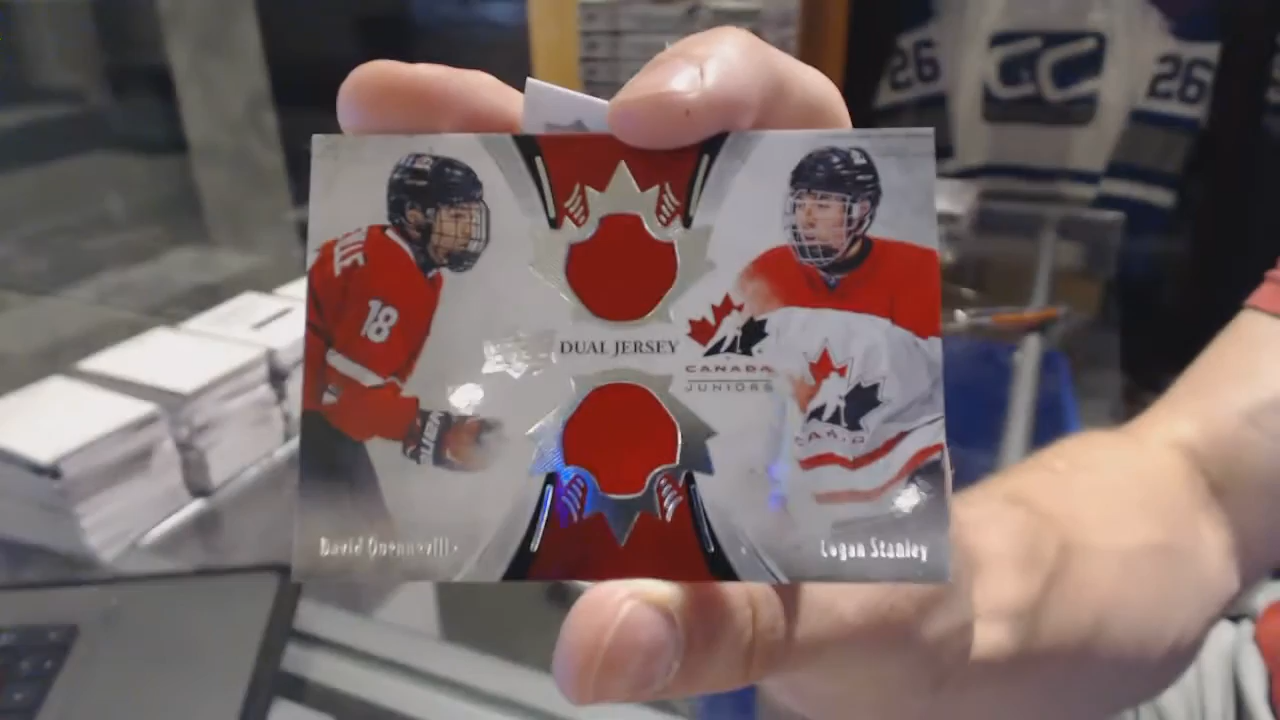 26
26
18
DUAL JERSEY
CANADA
JUNIORS
David Quenneville
Logan Stanley